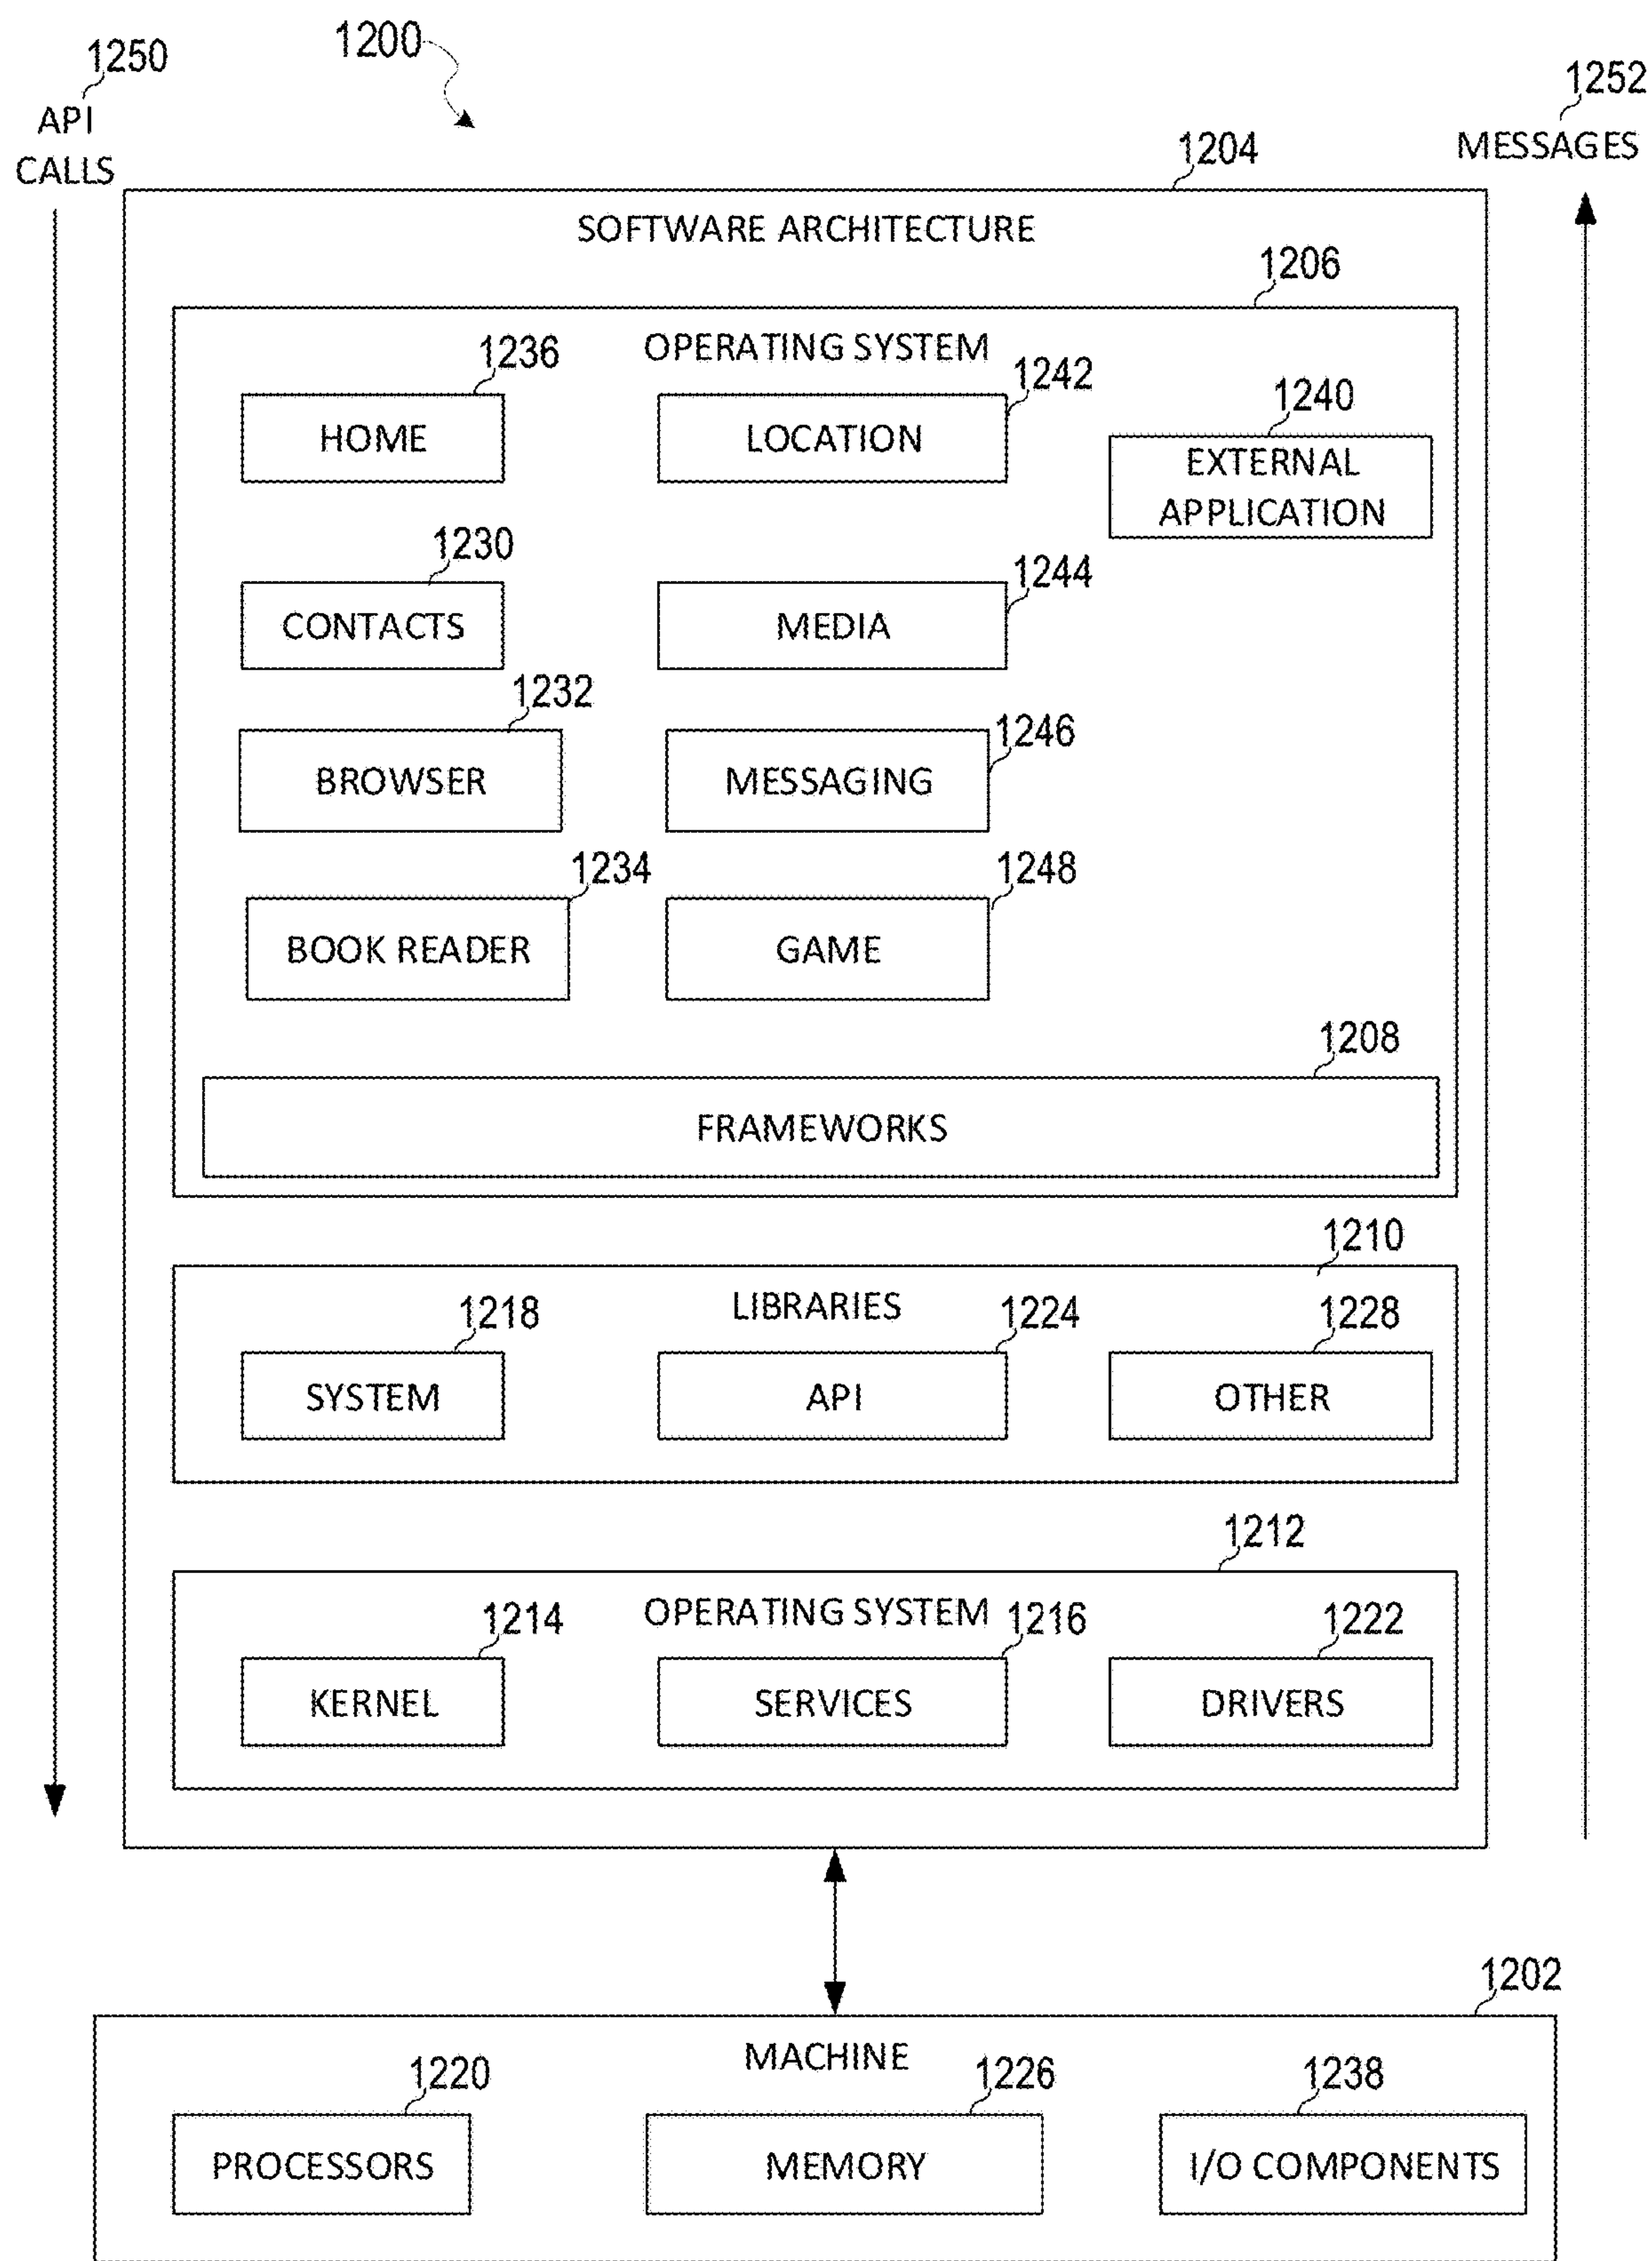 1200
1250
API
CALLS
1252
MESSAGES
1204
SOFTWARE ARCHITECTURE
1206
OPERATING SYSTEM
1236
HOME
1242
LOCATION
1240
EXTERNAL
APPLICATION
1230
CONTACTS
1244
MEDIA
1232
BROWSER
1246
MESSAGING
1234
BOOK READER
1248
GAME
1208
FRAMEWORKS
1210
LIBRARIES
1218
SYSTEM
1224
API
1228
OTHER
1212
OPERATING SYSTEM
1214
KERNEL
1216
SERVICES
1222
DRIVERS
1202
MACHINE
1220
PROCESSORS
1226
MEMORY
1238
I/O COMPONENTS